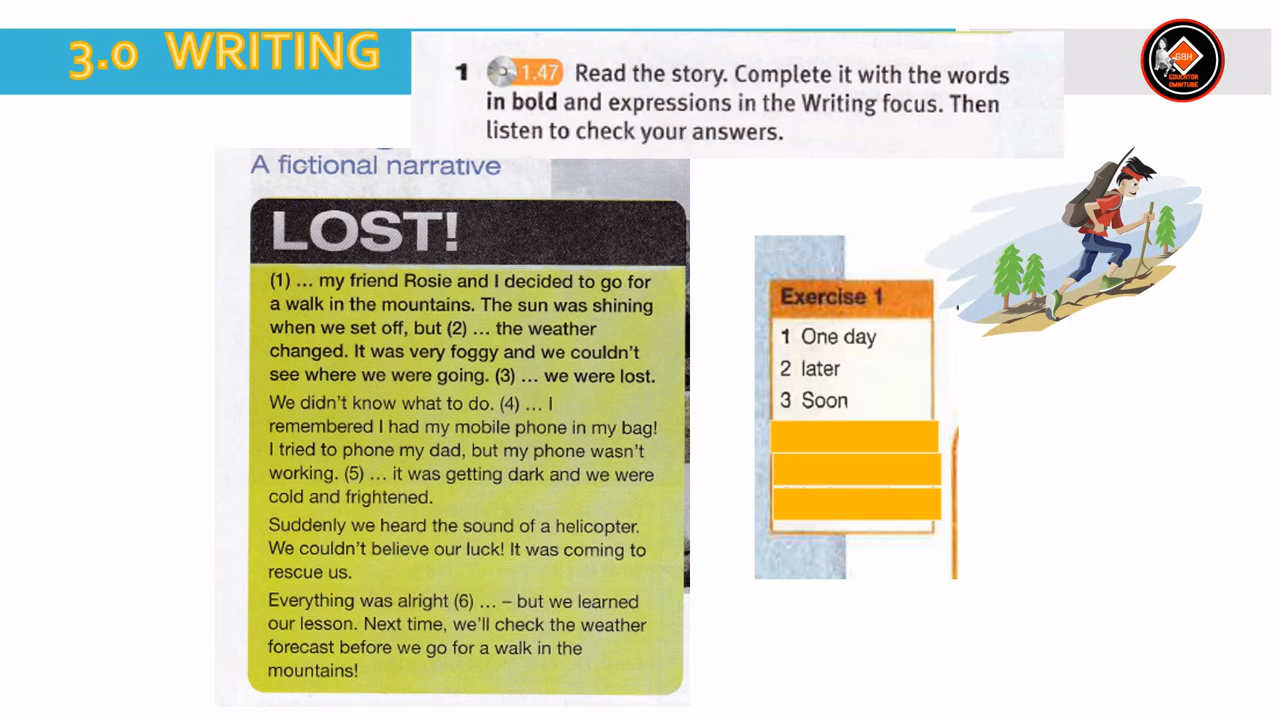 3.0 WRITING
1 1.47 Read the story. Complete it with the words
in bold and expressions in the Writing focus. Then
listen to check your answers.
GBH
EDUCATOR
OMNITUBE
A fictional narrative
LOST!
(1) ... my friend Rosie and I decided to go for
a walk in the mountains. The sun was shining
when we set off, but (2) ... the weather
changed. It was very foggy and we couldn't
see where we were going. (3) ... we were lost.
We didn't know what to do. (4) ... I
remembered I had my mobile phone in my bag!
I tried to phone my dad, but my phone wasn't
working. (5) ... it was getting dark and we were
cold and frightened.
Suddenly we heard the sound of a helicopter.
We couldn't believe our luck! It was coming to
rescue us.
Everything was alright (6) ... – but we learned
our lesson. Next time, we'll check the weather
forecast before we go for a walk in the
mountains!
Exercise 1
1 One day
2 later
3 Soon